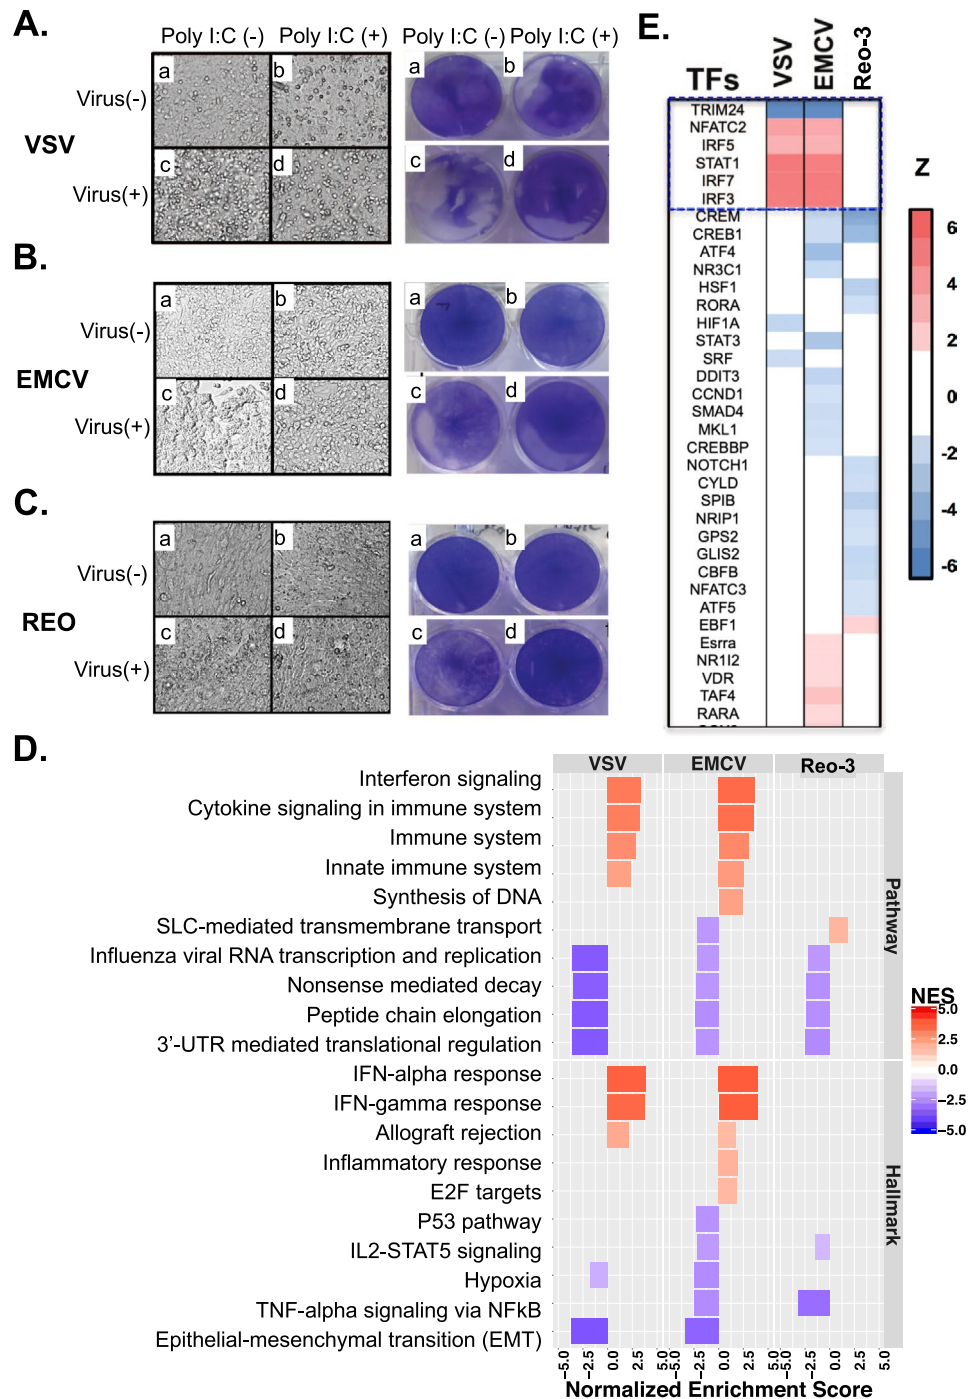 A.
Poly I:C (-) Poly I:C (+) Poly I:C (-) Poly I:C (+)
a b a b
Virus(-)
VSV
c d c d
Virus(+)
B.
a b a b
Virus(-)
EMCV
c d c d
Virus(+)
C.
a b a b
Virus(-)
REO
c d c d
Virus(+)
E.
TFs VSV EMCV Reo-3
TRIM24
NFATC2
IRF5
STAT1
IRF7
IRF3
CREM
CREB1
ATF4
NR3C1
HSF1
RORA
HIF1A
STAT3
SRF
DDIT3
CCND1
SMAD4
MKL1
CREBBP
NOTCH1
CYLD
SPIB
NRIP1
GPS2
GLIS2
CBFB
NFATC3
ATF5
EBF1
Esrra
NR1I2
VDR
TAF4
RARA
Z
6
4
2
0
-2
-4
-6
D.
VSV EMCV Reo-3
Interferon signaling
Cytokine signaling in immune system
Immune system
Innate immune system
Synthesis of DNA
SLC-mediated transmembrane transport
Influenza viral RNA transcription and replication
Nonsense mediated decay
Peptide chain elongation
3'-UTR mediated translational regulation
Pathway
IFN-alpha response
IFN-gamma response
Allograft rejection
Inflammatory response
E2F targets
P53 pathway
IL2-STAT5 signaling
Hypoxia
TNF-alpha signaling via NFkB
Epithelial-mesenchymal transition (EMT)
Hallmark
-5.0 -2.5 0.0 2.5 5.0 -5.0 -2.5 0.0 2.5 5.0 -5.0 -2.5 0.0 2.5 5.0
Normalized Enrichment Score
NES
5.0
2.5
0.0
-2.5
-5.0